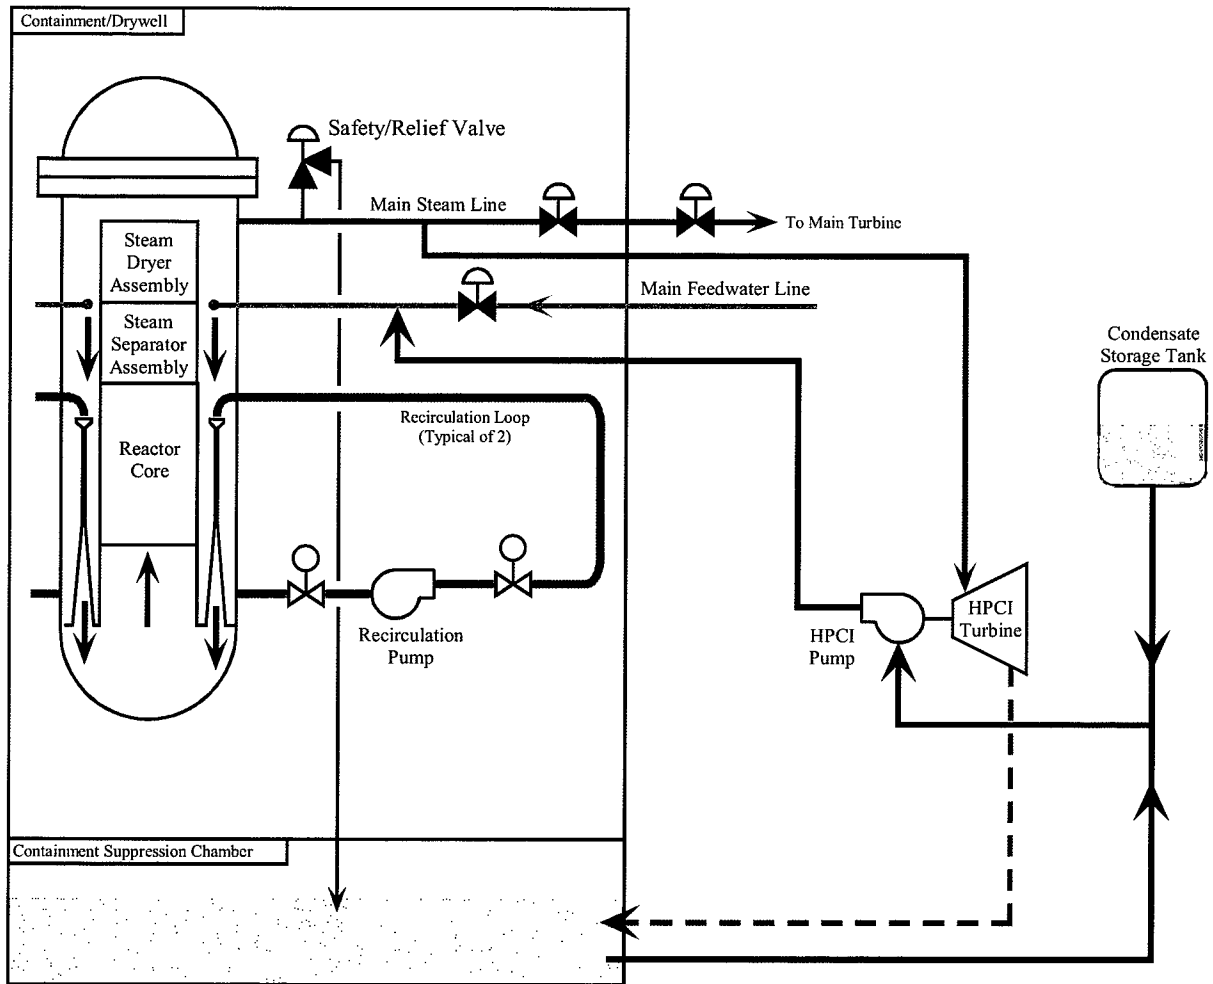 Containment/Drywell
Safety/Relief Valve
Main Steam Line
To Main Turbine
Steam
Dryer
Assembly
Main Feedwater Line
Steam
Separator
Assembly
Condensate
Storage Tank
Recirculation Loop
(Typical of 2)
Reactor
Core
HPCI
Turbine
Recirculation
Pump
HPCI
Pump
Containment Suppression Chamber